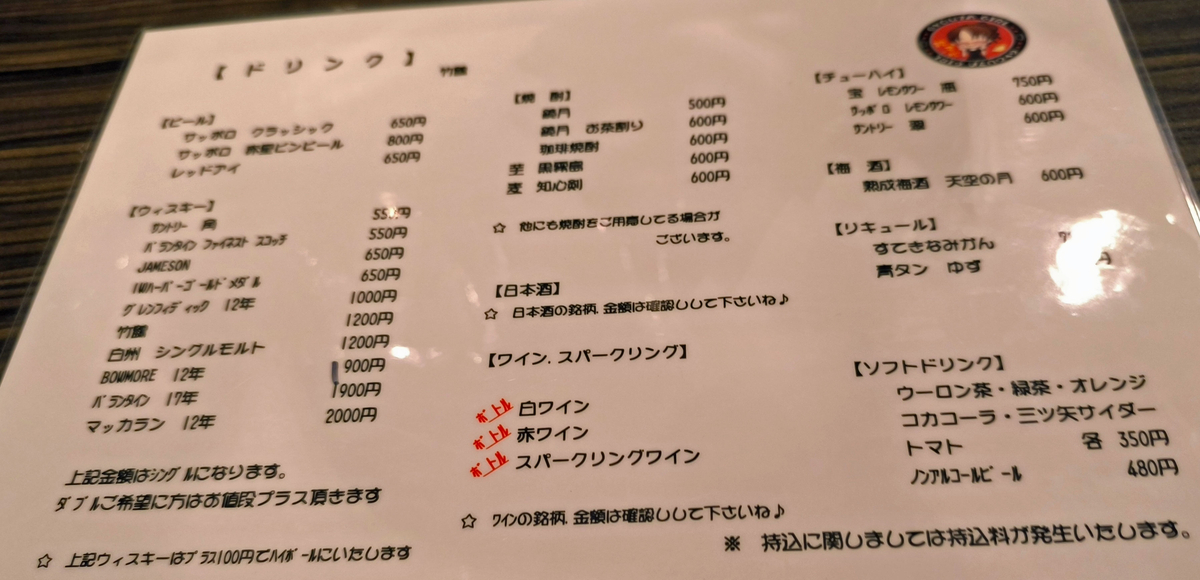 【ドリンク】
竹鶴
【ビール】
サッポロ クラシック 650円
サッポロ 赤星ビンビール 800円
レッドアイ 650円
【ウィスキー】
サントリー 角 550円
バランタイン ファイネスト スコッチ 550円
JAMESON 650円
IWハーパーゴールドメダル 650円
グレンフィディック 12年 1000円
竹鶴 1200円
白州 シングルモルト 1200円
BOWMORE 12年 900円
バランタイン 17年 1900円
マッカラン 12年 2000円
上記金額はシングルになります。
ダブルご希望に方はお値段プラス頂きます
☆ 上記ウィスキーはプラス100円でハイボールにいたします
【焼 酎】
鏡月 500円
鏡月 お茶割り 600円
珈琲焼酎 600円
芋 黒霧島 600円
麦 知心剣 600円
☆ 他にも焼酎をご用意してる場合が
ございます。
【日本酒】
☆ 日本酒の銘柄.金額は確認しして下さいね♪
【ワイン.スパークリング】
ボトル 白ワイン
ボトル 赤ワイン
ボトル スパークリングワイン
☆ ワインの銘柄.金額は確認しして下さいね♪
【チューハイ】
宝 レモンサワー 750円
サッポロ レモンサワー 600円
サントリー 翠 600円
【梅 酒】
熟成梅酒 天空の月 600円
【リキュール】
すてきなみかん
青タン ゆず 円
【ソフトドリンク】
ウーロン茶・緑茶・オレンジ
コカコーラ・三ツ矢サイダー
トマト 各 350円
ノンアルコールビール 480円
※ 持込に関しましては持込料が発生いたします。